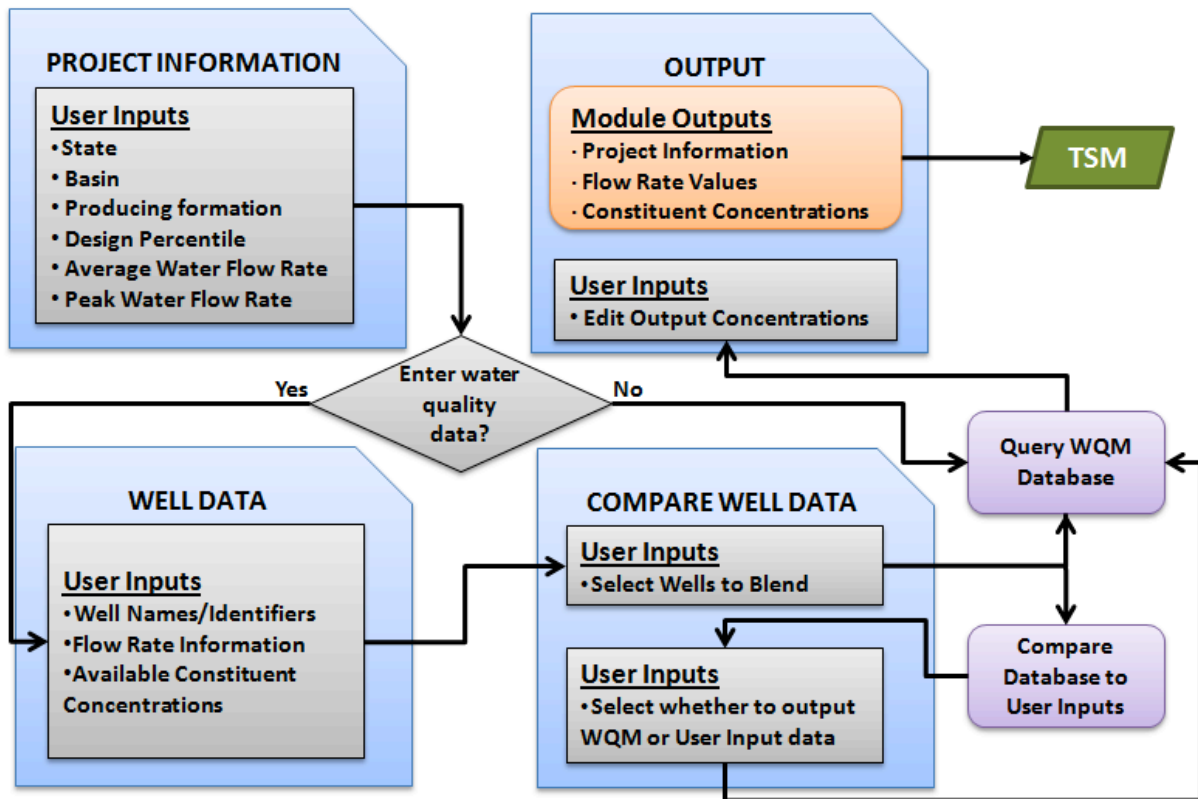 PROJECT INFORMATION
User Inputs
• State
• Basin
• Producing formation
• Design Percentile
• Average Water Flow Rate
• Peak Water Flow Rate
OUTPUT
Module Outputs
· Project Information
· Flow Rate Values
· Constituent Concentrations
TSM
User Inputs
• Edit Output Concentrations
Yes
Enter water
quality
data?
No
Query WQM
Database
WELL DATA
User Inputs
•Well Names/Identifiers
•Flow Rate Information
•Available Constituent
Concentrations
COMPARE WELL DATA
User Inputs
•Select Wells to Blend
User Inputs
•Select whether to output
WQM or User Input data
Compare
Database to
User Inputs